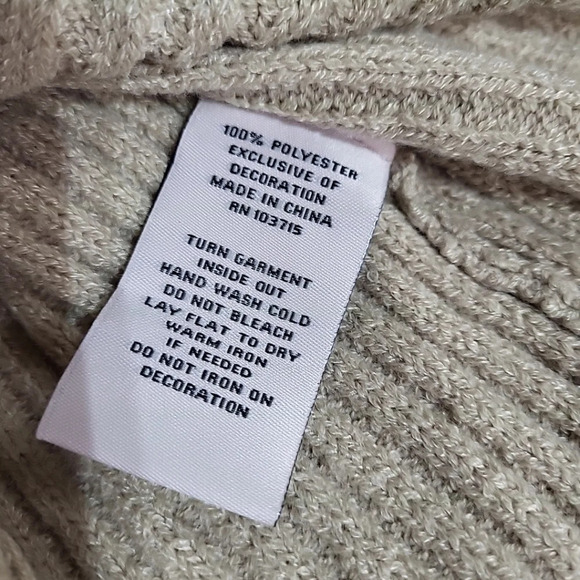 100% POLYESTER
EXCLUSIVE OF
DECORATION
MADE IN CHINA
RN 103715
TURN GARMENT
INSIDE OUT
HAND WASH COLD
DO NOT BLEACH
LAY FLAT TO DRY
WARM IRON
IF NEEDED
DO NOT IRON ON
DECORATION